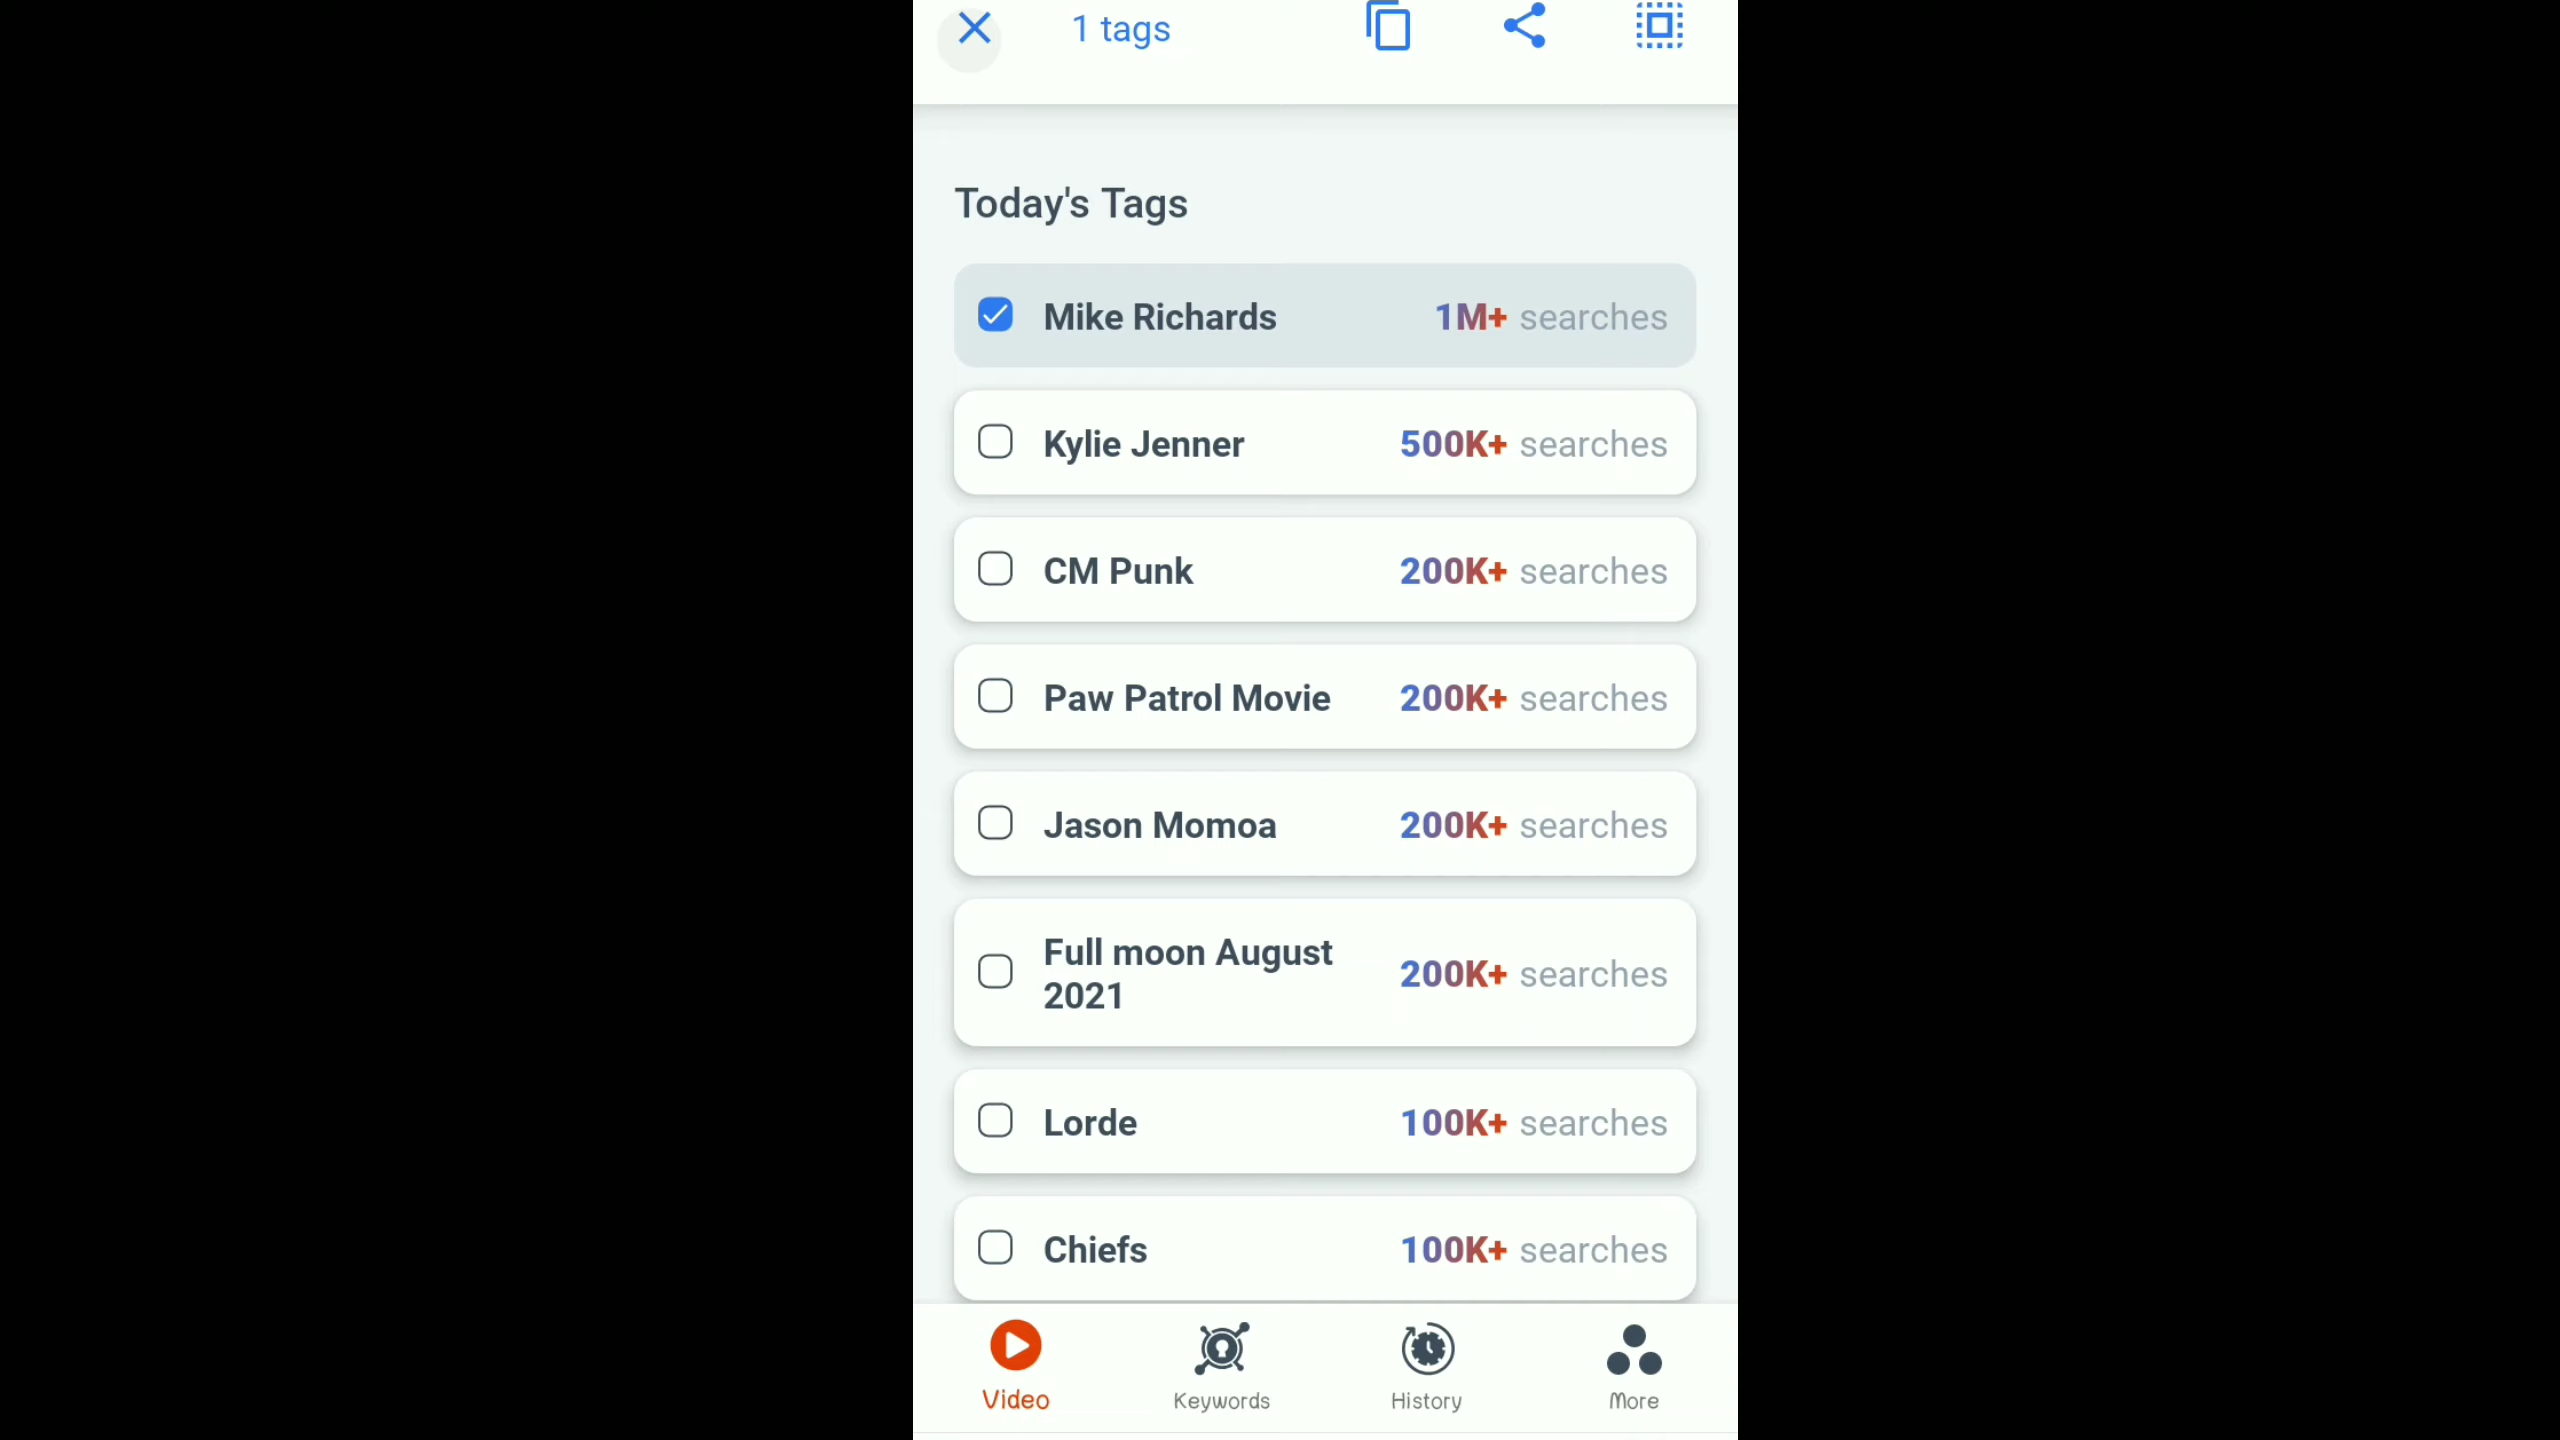 1 tags
Today's Tags
Mike Richards 1M+ searches
Kylie Jenner 500K+ searches
CM Punk 200K+ searches
Paw Patrol Movie 200K+ searches
Jason Momoa 200K+ searches
Full moon August
2021 200K+ searches
Lorde 100K+ searches
Chiefs 100K+ searches
Video Keywords History More